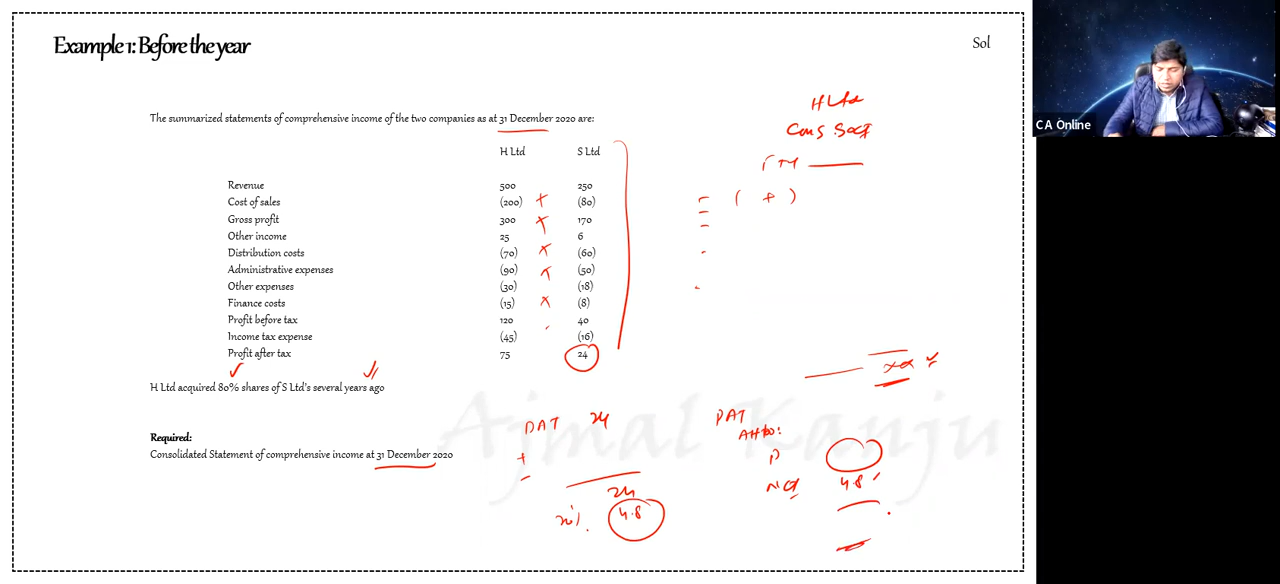 Example 1: Before the year
Sol
The summarized statements of comprehensive income of the two companies as at 31 December 2020 are:
H Ltd S Ltd
Revenue 500 250
Cost of sales (200) (80)
Gross profit 300 170
Other income 25 6
Distribution costs (70) (60)
Administrative expenses (90) (50)
Other expenses (30) (18)
Finance costs (15) (8)
Profit before tax 120 40
Income tax expense (45) (16)
Profit after tax 75 24
H Ltd acquired 80% shares of S Ltd's several years ago
Required:
Consolidated Statement of comprehensive income at 31 December 2020
H Ltd
Cons
( + )
PAT 24
+
-
24
20% 4.8
PAT
P
NCI 4.8
C A Online
Ajmal Kanju